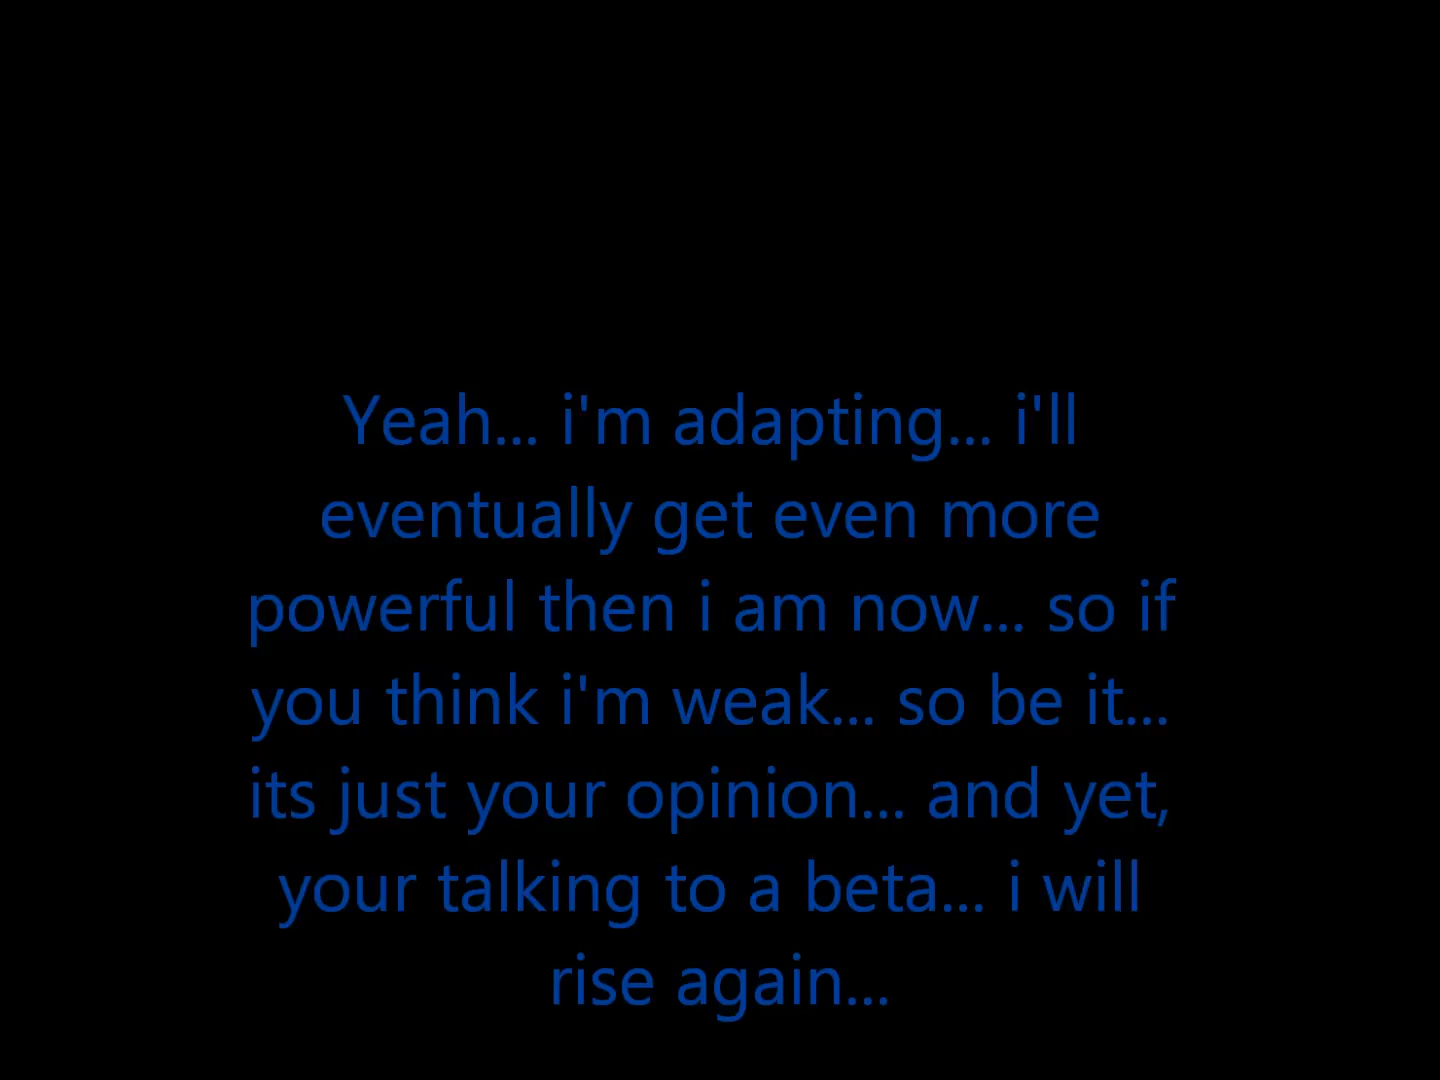 Yeah... i'm adapting... i'll
eventually get even more
powerful then i am now... so if
you think i'm weak... so be it...
its just your opinion... and yet,
your talking to a beta... i will
rise again...